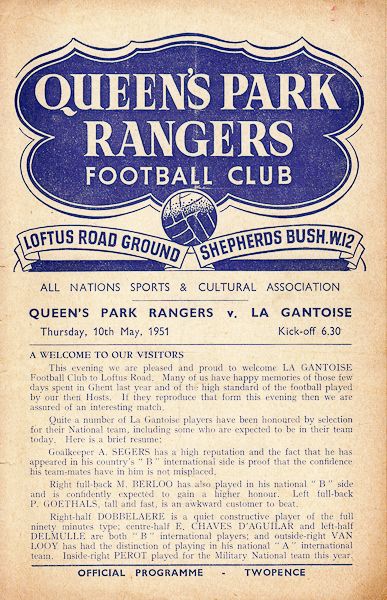 QUEEN'S PARK
RANGERS
FOOTBALL CLUB
LOFTUS ROAD GROUND SHEPHERDS BUSH.W12
ALL NATIONS SPORTS & CULTURAL ASSOCIATION
QUEEN'S PARK RANGERS v. LA GANTOISE
Thursday, 10th May, 1951 Kick-off 6.30
A WELCOME TO OUR VISITORS
This evening we are pleased and proud to welcome LA GANTOISE
Football Club to Loftus Road. Many of us have happy memories of those few
days spent in Ghent last year and of the high standard of the football played
by our then Hosts. If they reproduce that form this evening then we are
assured of an interesting match.
Quite a number of La Gantoise players have been honoured by selection
for their National team, including some who are expected to be in their team
today. Here is a brief resume:
Goalkeeper A. SEGERS has a high reputation and the fact that he has
appeared in his country's "B" international side is proof that the confidence
his team-mates have in him is not misplaced.
Right full-back M. BERLOO has also played in his national "B" side
and is confidently expected to gain a higher honour. Left full-back
P. GOETHALS, tall and fast, is an awkward customer to beat.
Right-half DOBBELAERE is a quiet constructive player of the full
ninety minutes type; centre-half E. CHAVES D'AGUILAR and left-half
DELMULLE are both "B" international players; and outside-right VAN
LOOY has had the distinction of playing in his national "A" international
team. Inside-right PEROT played for the Military National team this year,
OFFICIAL PROGRAMME TWOPENCE